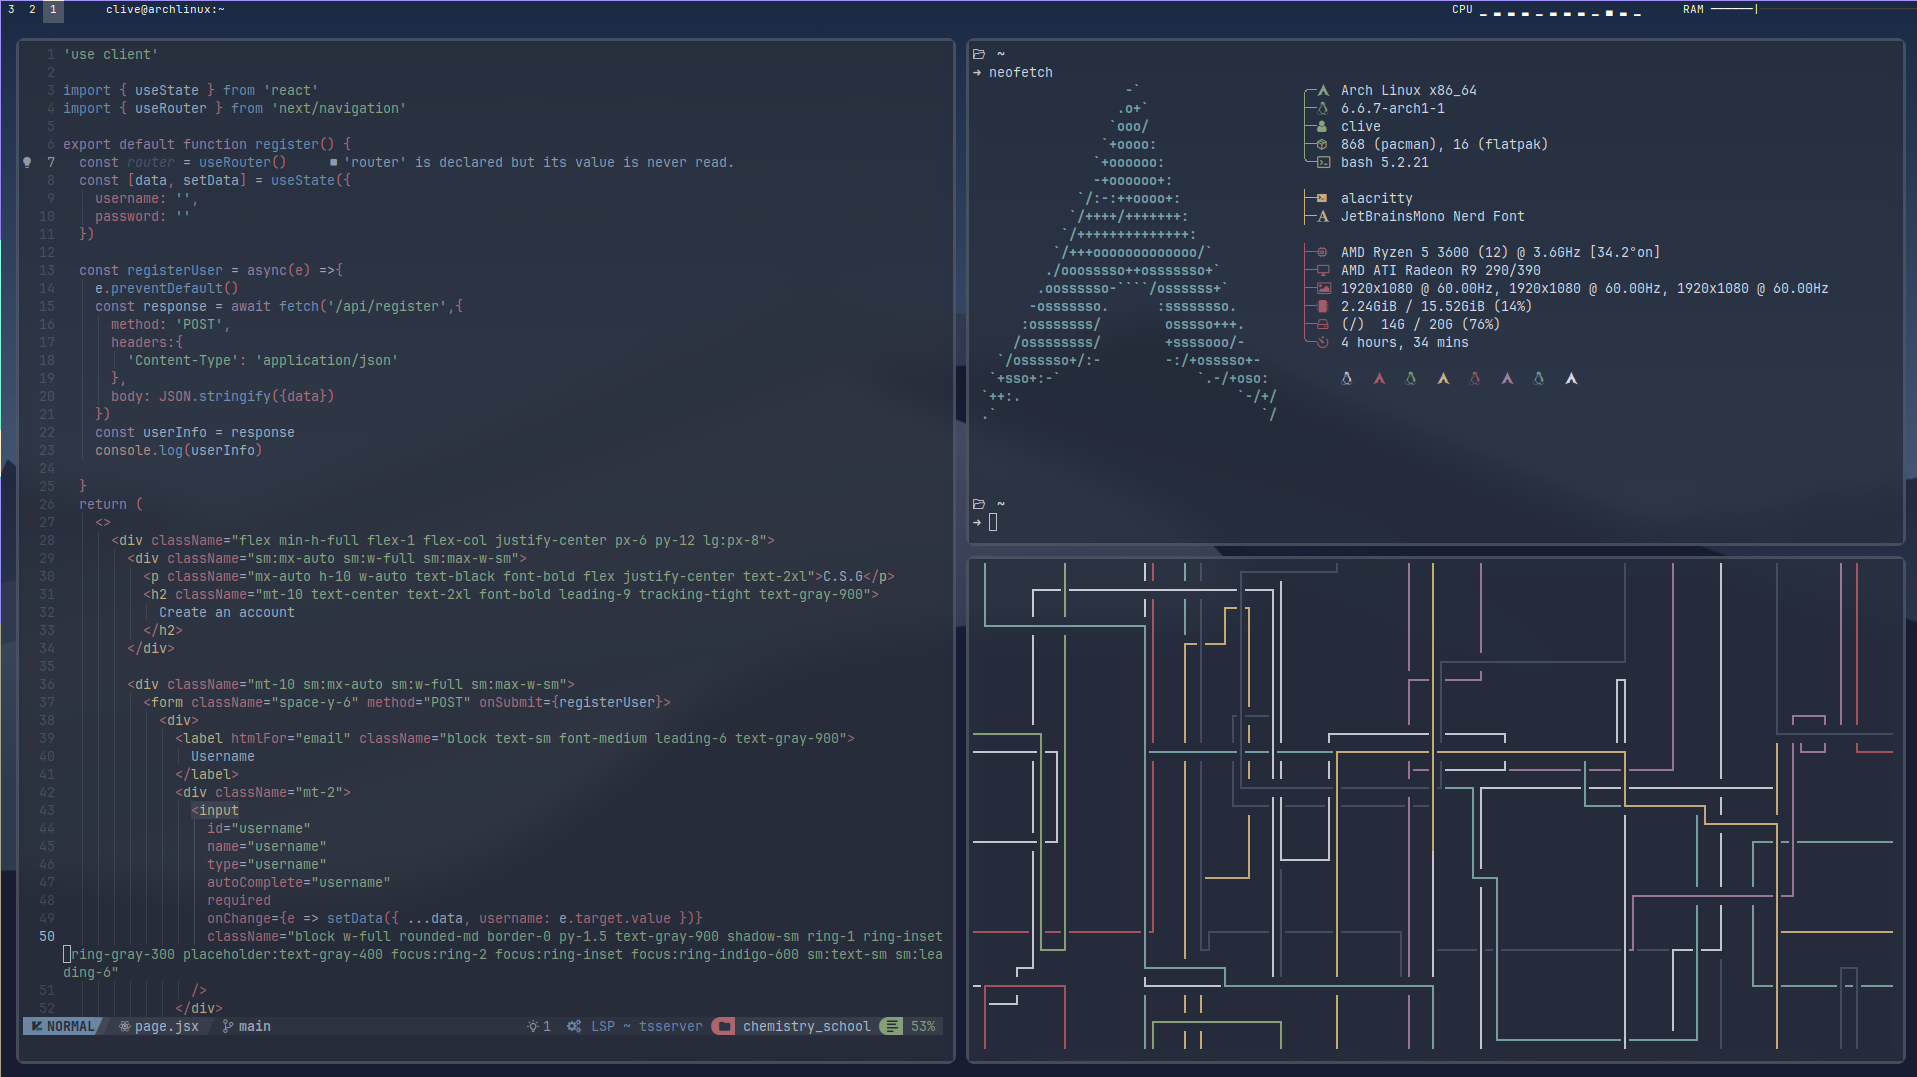 3 2 1 clive@archlinux:~ CPU RAM
1 'use client'
2
3 import { useState } from 'react'
4 import { useRouter } from 'next/navigation'
5
6 export default function register() {
7 const router = useRouter() ■ 'router' is declared but its value is never read.
8 const [data, setData] = useState({
9 username: '',
10 password: ''
11 })
12
13 const registerUser = async(e) =>{
14 e.preventDefault()
15 const response = await fetch('/api/register',{
16 method: 'POST',
17 headers:{
18 'Content-Type': 'application/json'
19 },
20 body: JSON.stringify({data})
21 })
22 const userInfo = response
23 console.log(userInfo)
24
25 }
26 return (
27 <>
28 <div className="flex min-h-full flex-1 flex-col justify-center px-6 py-12 lg:px-8">
29 <div className="sm:mx-auto sm:w-full sm:max-w-sm">
30 <p className="mx-auto h-10 w-auto text-black font-bold flex justify-center text-2xl">C.S.G</p>
31 <h2 className="mt-10 text-center text-2xl font-bold leading-9 tracking-tight text-gray-900">
32 Create an account
33 </h2>
34 </div>
35
36 <div className="mt-10 sm:mx-auto sm:w-full sm:max-w-sm">
37 <form className="space-y-6" method="POST" onSubmit={registerUser}>
38 <div>
39 <label htmlFor="email" className="block text-sm font-medium leading-6 text-gray-900">
40 Username
41 </label>
42 <div className="mt-2">
43 <input
44 id="username"
45 name="username"
46 type="username"
47 autoComplete="username"
48 required
49 onChange={e => setData({ ...data, username: e.target.value })}
50 className="block w-full rounded-md border-0 py-1.5 text-gray-900 shadow-sm ring-1 ring-inset
ring-gray-300 placeholder:text-gray-400 focus:ring-2 focus:ring-inset focus:ring-indigo-600 sm:text-sm sm:lea
ding-6"
51 />
52 </div>
NORMAL page.jsx main 1 LSP ~ tsserver chemistry_school 53%
~
➜ neofetch
-`
.o+`
`ooo/
`+oooo:
`+oooooo:
-+oooooo+:
`/:-:++oooo+:
`/++++/+++++++:
`/++++++++++++++:
`/+++ooooooooooooo/`
./ooosssso++osssssso+`
.oossssso-````/ossssss+`
-osssssso. :ssssssso.
:osssssss/ osssso+++.
/ossssssss/ +ssssooo/-
`/ossssso+/:- -:/+osssso+-
`+sso+:-` `.-/+oso:
`++:. `-/+/
.` `/
Arch Linux x86_64
6.6.7-arch1-1
clive
868 (pacman), 16 (flatpak)
bash 5.2.21
alacritty
JetBrainsMono Nerd Font
AMD Ryzen 5 3600 (12) @ 3.6GHz [34.2°on]
AMD ATI Radeon R9 290/390
1920x1080 @ 60.00Hz, 1920x1080 @ 60.00Hz, 1920x1080 @ 60.00Hz
2.24GiB / 15.52GiB (14%)
(/) 14G / 20G (76%)
4 hours, 34 mins
~
➜